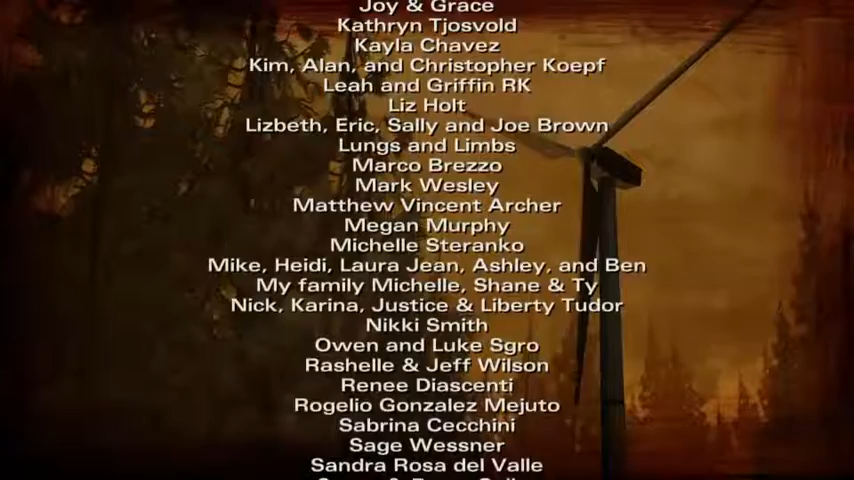 Joy & Grace
Kathryn Tjosvold
Kayla Chavez
Kim, Alan, and Christopher Koepf
Leah and Griffin RK
Liz Holt
Lizbeth, Eric, Sally and Joe Brown
Lungs and Limbs
Marco Brezzo
Mark Wesley
Matthew Vincent Archer
Megan Murphy
Michelle Steranko
Mike, Heidi, Laura Jean, Ashley, and Ben
My family Michelle, Shane & Ty
Nick, Karina, Justice & Liberty Tudor
Nikki Smith
Owen and Luke Sgro
Rashelle & Jeff Wilson
Renee Diascenti
Rogelio Gonzalez Mejuto
Sabrina Cecchini
Sage Wessner
Sandra Rosa del Valle